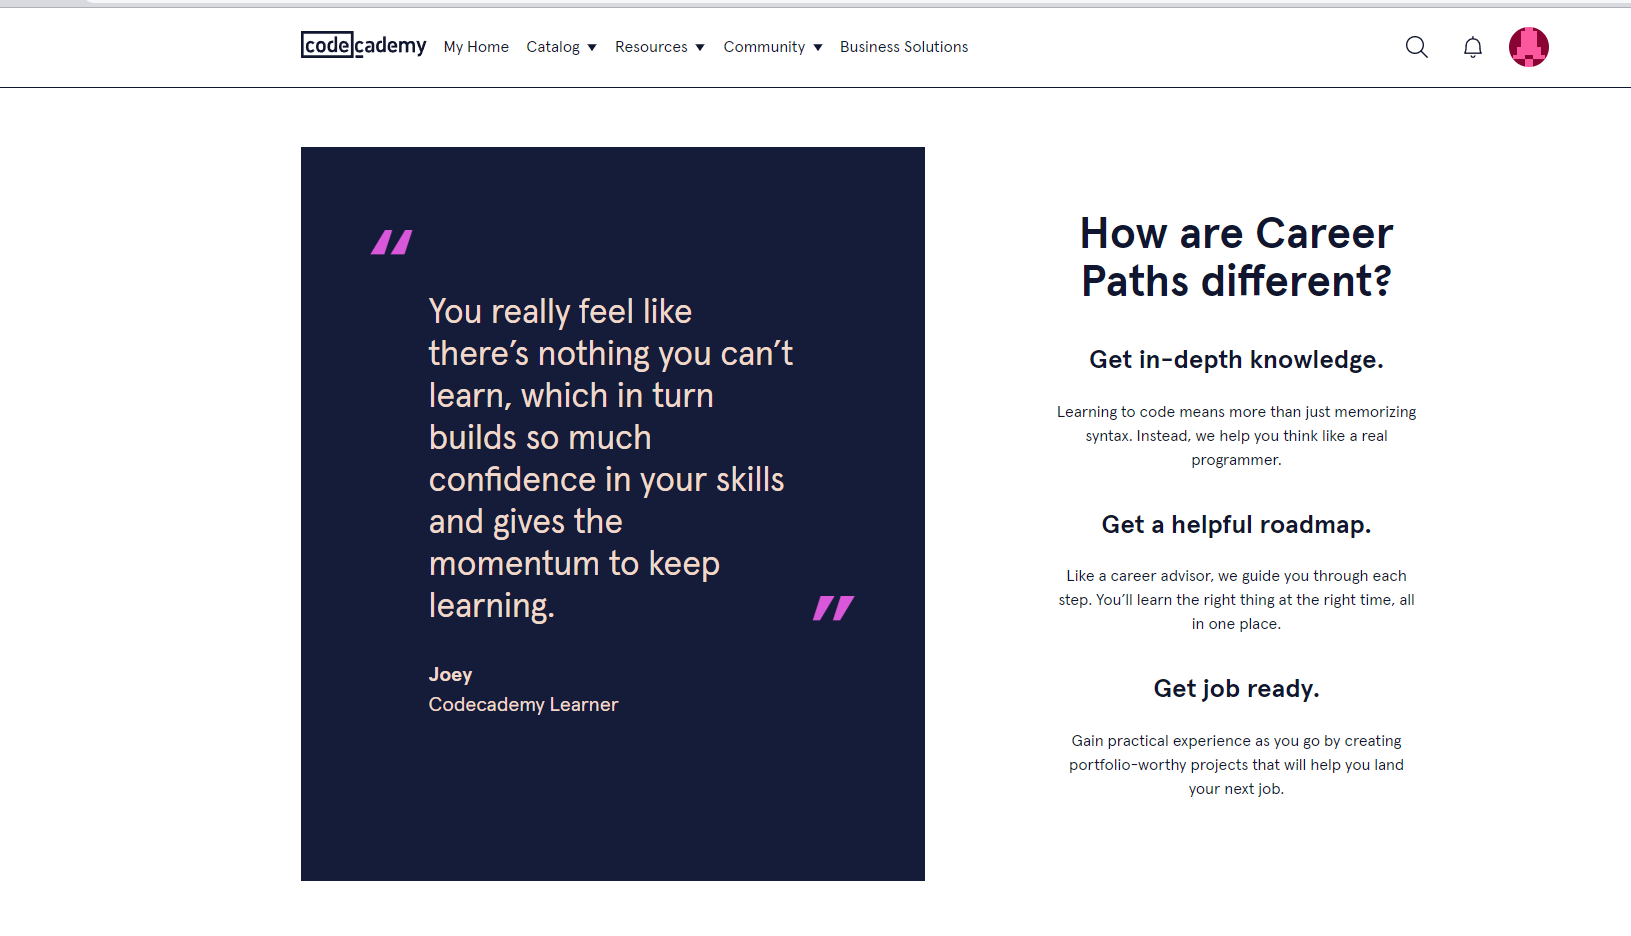 codecademy My Home Catalog Resources Community Business Solutions
“
You really feel like
there’s nothing you can’t
learn, which in turn
builds so much
confidence in your skills
and gives the
momentum to keep
learning.
”
Joey
Codecademy Learner
How are Career
Paths different?
Get in-depth knowledge.
Learning to code means more than just memorizing
syntax. Instead, we help you think like a real
programmer.
Get a helpful roadmap.
Like a career advisor, we guide you through each
step. You’ll learn the right thing at the right time, all
in one place.
Get job ready.
Gain practical experience as you go by creating
portfolio-worthy projects that will help you land
your next job.